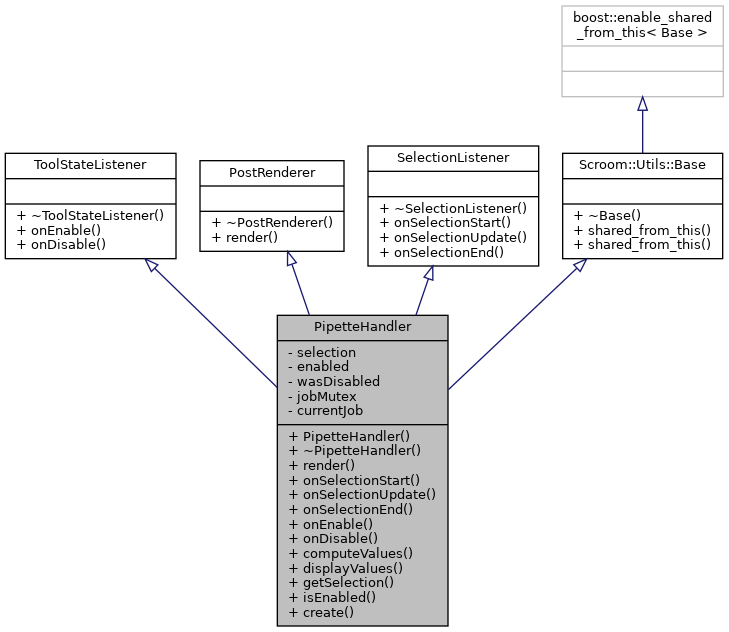 boost::enable_shared
_from_this< Base >
ToolStateListener
+ ~ToolStateListener()
+ onEnable()
+ onDisable()
PostRenderer
+ ~PostRenderer()
+ render()
SelectionListener
+ ~SelectionListener()
+ onSelectionStart()
+ onSelectionUpdate()
+ onSelectionEnd()
Scroom::Utils::Base
+ ~Base()
+ shared_from_this()
+ shared_from_this()
PipetteHandler
- selection
- enabled
- wasDisabled
- jobMutex
- currentJob
+ PipetteHandler()
+ ~PipetteHandler()
+ render()
+ onSelectionStart()
+ onSelectionUpdate()
+ onSelectionEnd()
+ onEnable()
+ onDisable()
+ computeValues()
+ displayValues()
+ getSelection()
+ isEnabled()
+ create()